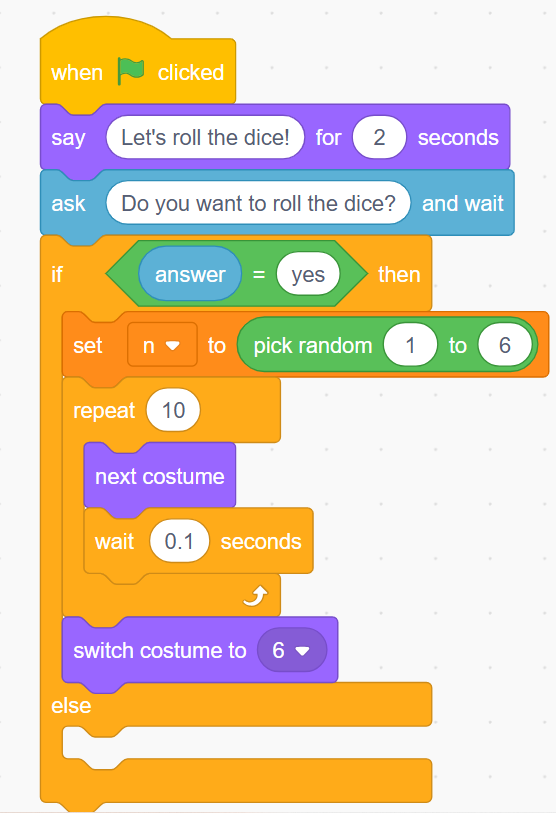 when clicked
say Let's roll the dice! for 2 seconds
ask Do you want to roll the dice? and wait
if answer = yes then
set n to pick random 1 to 6
repeat 10
next costume
wait 0.1 seconds
switch costume to 6
else